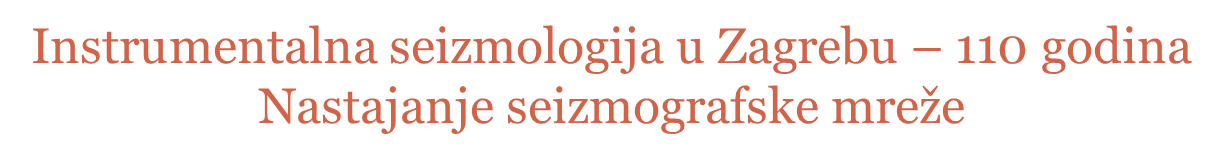 Instrumentalna seizmologija u Zagrebu – 110 godina
Nastajanje seizmografske mreže